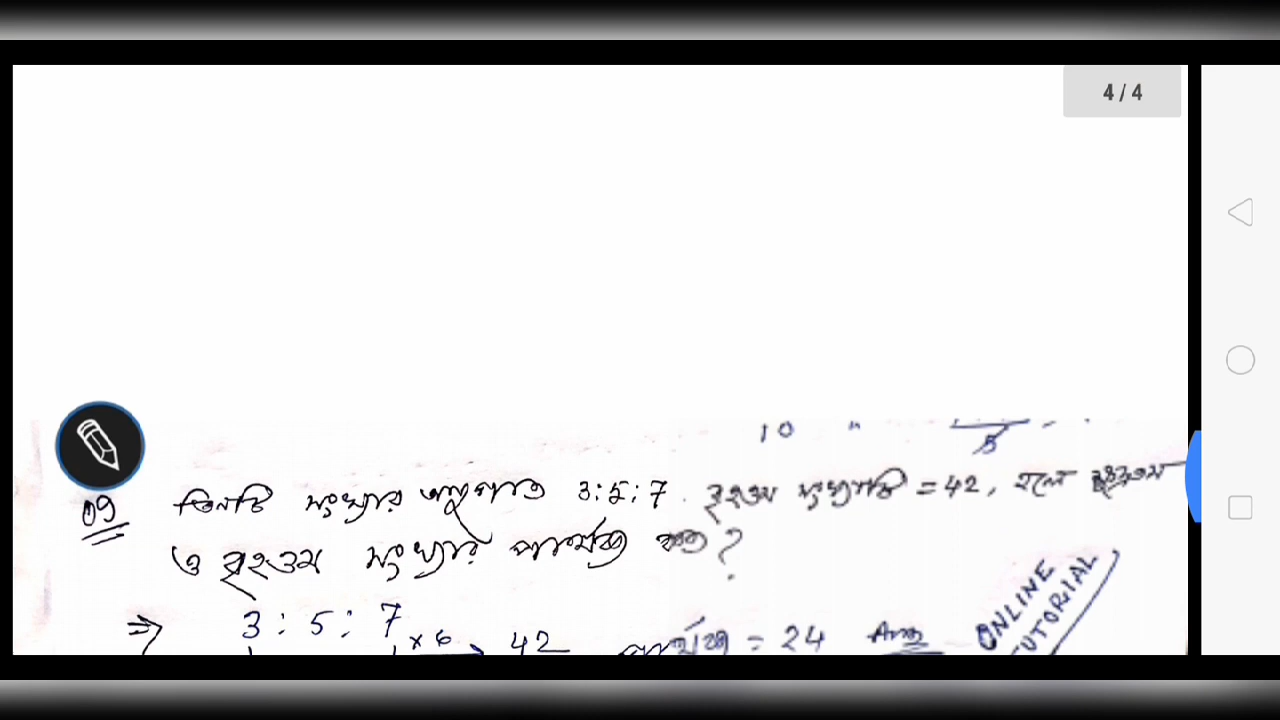 4 / 4
10 "
5
09 তিনটি সংখ্যার অনুপাত 3:5:7. বৃহত্তম সংখ্যাটি = 42, হলে ক্ষুদ্রতম
ও বৃহত্তম সংখ্যার পার্থক্য কত?
⇒ 3 : 5 : 7 ×6 42 পার্থক্য = 24 Ans
ONLINE
TUTORIAL